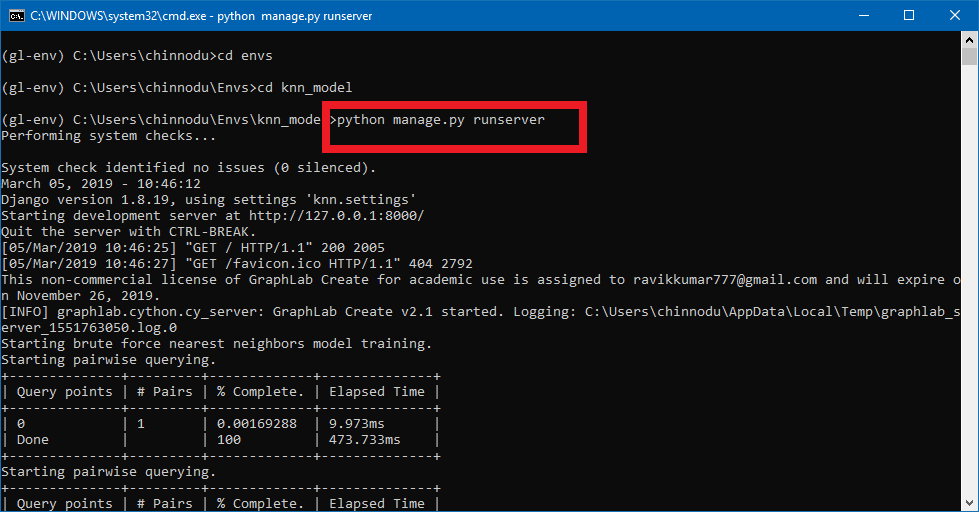 C:\WINDOWS\system32\cmd.exe - python  manage.py runserver
(gl-env) C:\Users\chinnodu>cd envs
(gl-env) C:\Users\chinnodu\Envs>cd knn_model
(gl-env) C:\Users\chinnodu\Envs\knn_model>python manage.py runserver
Performing system checks...
System check identified no issues (0 silenced).
March 05, 2019 - 10:46:12
Django version 1.8.19, using settings 'knn.settings'
Starting development server at http://127.0.0.1:8000/
Quit the server with CTRL-BREAK.
[05/Mar/2019 10:46:25] "GET / HTTP/1.1" 200 2005
[05/Mar/2019 10:46:27] "GET /favicon.ico HTTP/1.1" 404 2792
This non-commercial license of GraphLab Create for academic use is assigned to ravikkumar777@gmail.com and will expire o
n November 26, 2019.
[INFO] graphlab.cython.cy_server: GraphLab Create v2.1 started. Logging: C:\Users\chinnodu\AppData\Local\Temp\graphlab_s
erver_1551763050.log.0
Starting brute force nearest neighbors model training.
Starting pairwise querying.
+--------------+---------+-------------+--------------+
| Query points | # Pairs | % Complete. | Elapsed Time |
+--------------+---------+-------------+--------------+
| 0            | 1       | 0.00169288  | 9.973ms      |
| Done         |         | 100         | 473.733ms    |
+--------------+---------+-------------+--------------+
Starting pairwise querying.
+--------------+---------+-------------+--------------+
| Query points | # Pairs | % Complete. | Elapsed Time |